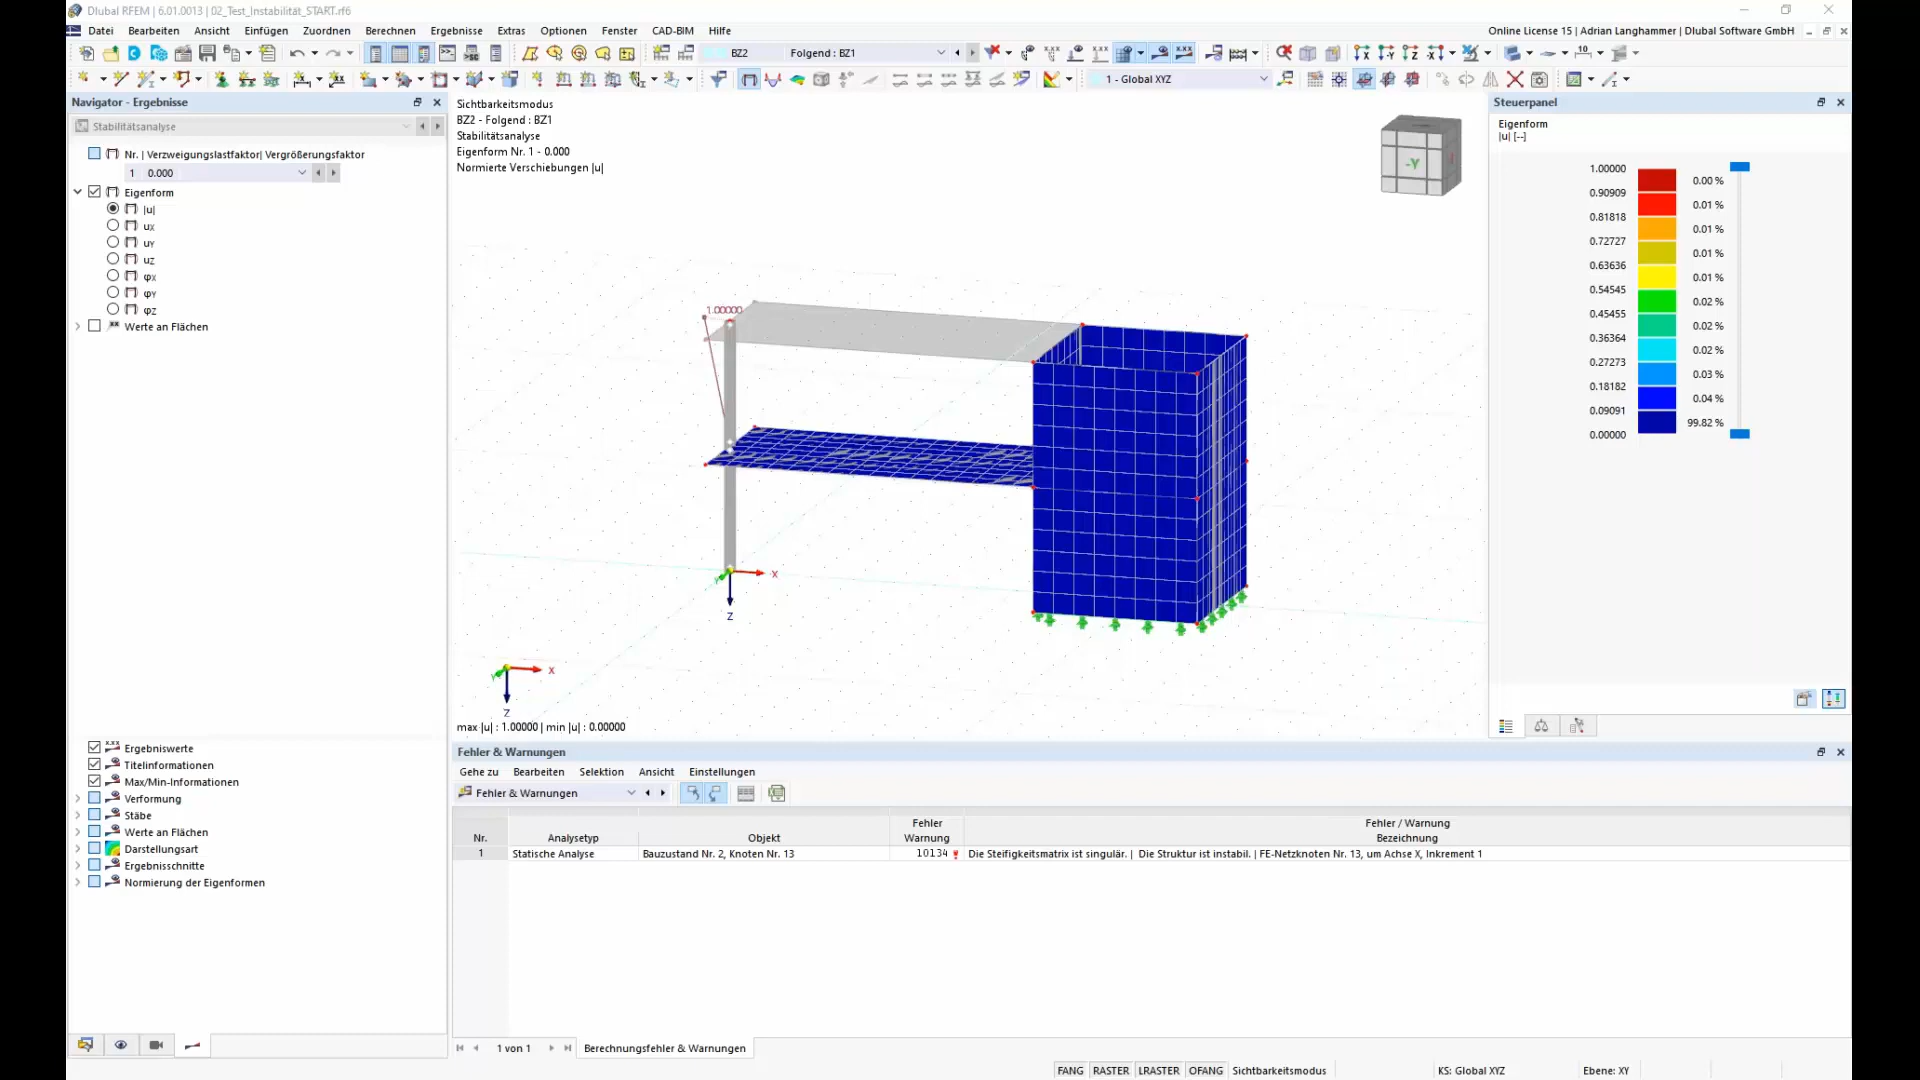 Dlubal RFEM | 6.01.0013 | 02_Test_Instabilität_START.rf6
Datei Bearbeiten Ansicht Einfügen Zuordnen Berechnen Ergebnisse Extras Optionen Fenster CAD-BIM Hilfe
Online License 15 | Adrian Langhammer | Dlubal Software GmbH
BZ2 Folgend : BZ1
1 - Global XYZ
Navigator - Ergebnisse
Stabilitätsanalyse
Nr. | Verzweigungslastfaktor| Vergrößerungsfaktor
1 0.000
Eigenform
|u|
uX
uY
uZ
φX
φY
φZ
Werte an Flächen
Ergebniswerte
Titelinformationen
Max/Min-Informationen
Verformung
Stäbe
Werte an Flächen
Darstellungsart
Ergebnisschnitte
Normierung der Eigenformen
Sichtbarkeitsmodus
BZ2 - Folgend : BZ1
Stabilitätsanalyse
Eigenform Nr. 1 - 0.000
Normierte Verschiebungen |u|
-Y
1.00000
X
Y
Z
X
Y
Z
max |u| : 1.00000 | min |u| : 0.00000
Steuerpanel
Eigenform
|u| [--]
1.00000
0.00 %
0.90909
0.01 %
0.81818
0.01 %
0.72727
0.01 %
0.63636
0.01 %
0.54545
0.02 %
0.45455
0.02 %
0.36364
0.02 %
0.27273
0.03 %
0.18182
0.04 %
0.09091
99.82 %
0.00000
Fehler & Warnungen
Gehe zu Bearbeiten Selektion Ansicht Einstellungen
Fehler & Warnungen
Fehler Fehler / Warnung
Nr. Analysetyp Objekt Warnung Bezeichnung
1 Statische Analyse Bauzustand Nr. 2, Knoten Nr. 13 10134 Die Steifigkeitsmatrix ist singulär. | Die Struktur ist instabil. | FE-Netzknoten Nr. 13, um Achse X, Inkrement 1
1 von 1 Berechnungsfehler & Warnungen
FANG RASTER LRASTER OFANG Sichtbarkeitsmodus KS: Global XYZ Ebene: XY